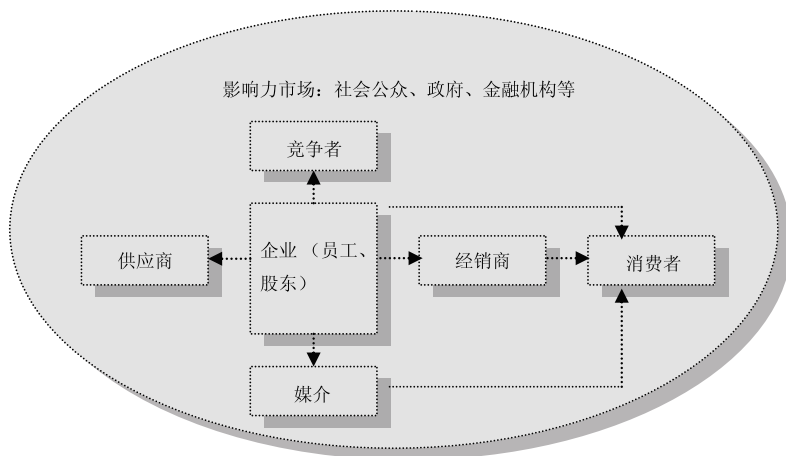 影响力市场：社会公众、政府、金融机构等
竞争者
供应商
企业 （员工、
股东）
经销商
消费者
媒介